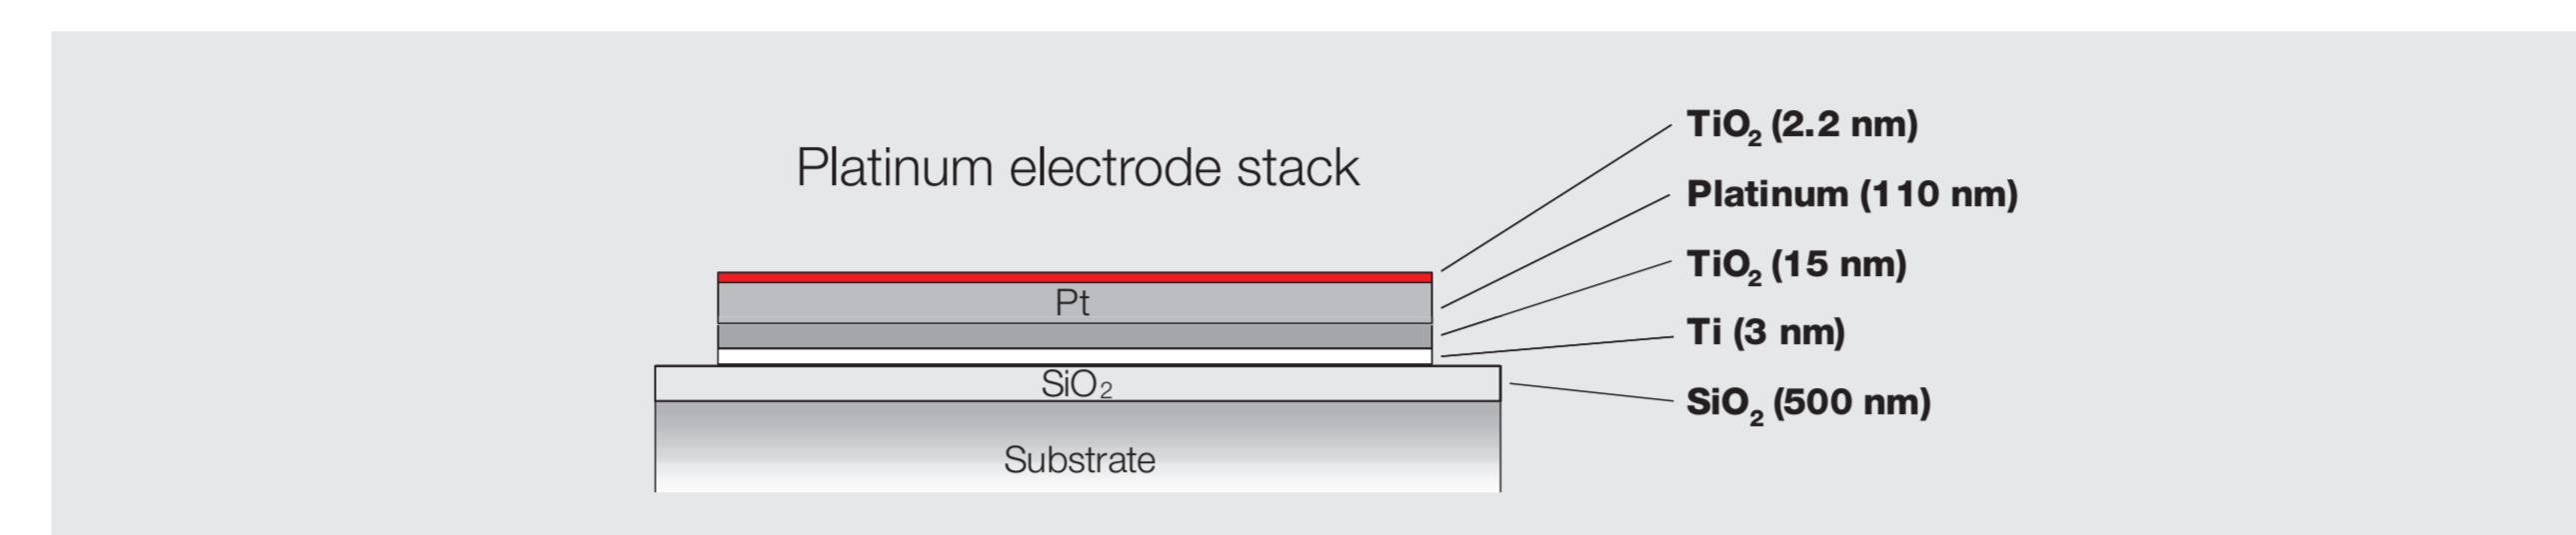 Platinum electrode stack
TiO₂ (2.2 nm)
Platinum (110 nm)
TiO₂ (15 nm)
Ti (3 nm)
SiO₂ (500 nm)
Pt
SiO₂
Substrate